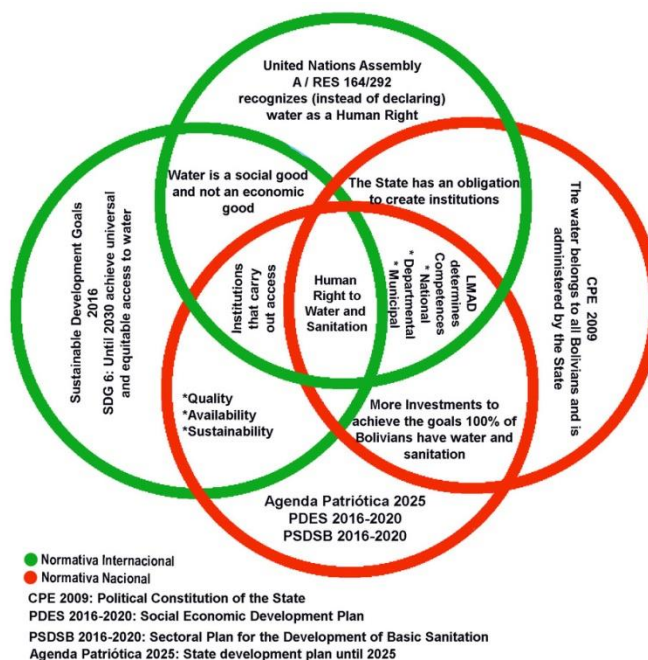 United Nations Assembly
A / RES 164/292
recognizes (instead of declaring)
water as a Human Right
Water is a social good
and not an economic
good
The State has an obligation
to create institutions
Sustainable Development Goals
2016
SDG 6: Until 2030 achieve universal
and equitable access to water
Institutions
that carry
out access
Human
Right to
Water and
Sanitation
LMAD
determines
Competences
* National
* Departmental
* Municipal
CPE 2009
The water belongs to all Bolivians and is
administered by the State
*Quality
*Availability
*Sustainability
More Investments to
achieve the goals 100% of
Bolivians have water and
sanitation
Agenda Patriótica 2025
PDES 2016-2020
PSDSB 2016-2020
Normativa Internacional
Normativa Nacional
CPE 2009: Political Constitution of the State
PDES 2016-2020: Social Economic Development Plan
PSDSB 2016-2020: Sectoral Plan for the Development of Basic Sanitation
Agenda Patriótica 2025: State development plan until 2025